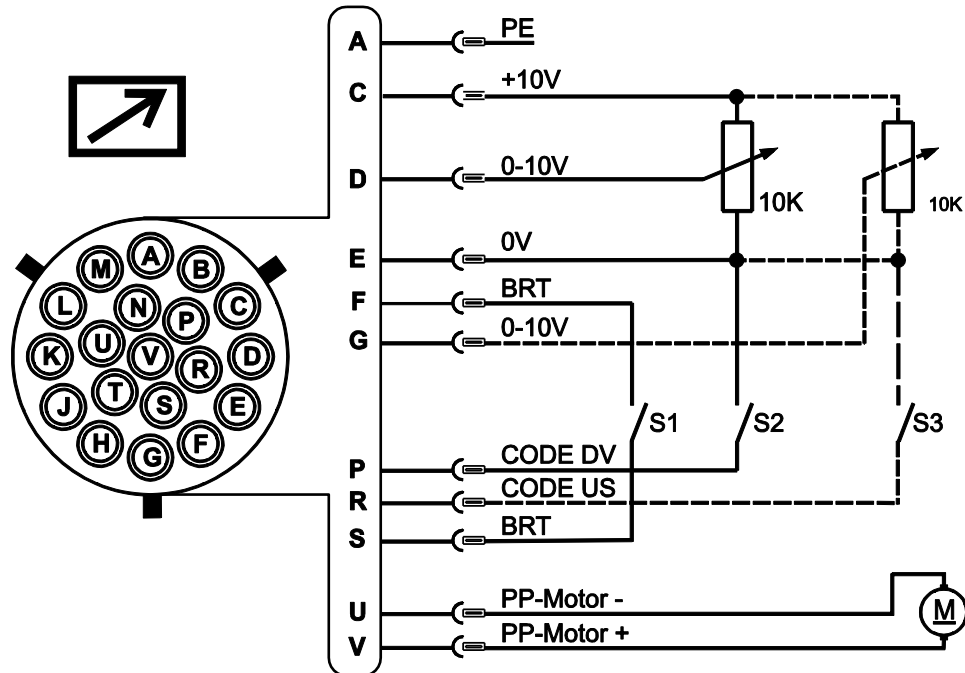 A PE
C +10V
D 0-10V
10K
10K
E 0V
F BRT
G 0-10V
S1
S2
S3
P CODE DV
R CODE US
S BRT
U PP-Motor -
V PP-Motor +
M
A
M
B
L
N
P
C
K
U
V
R
D
J
T
S
E
H
G
F